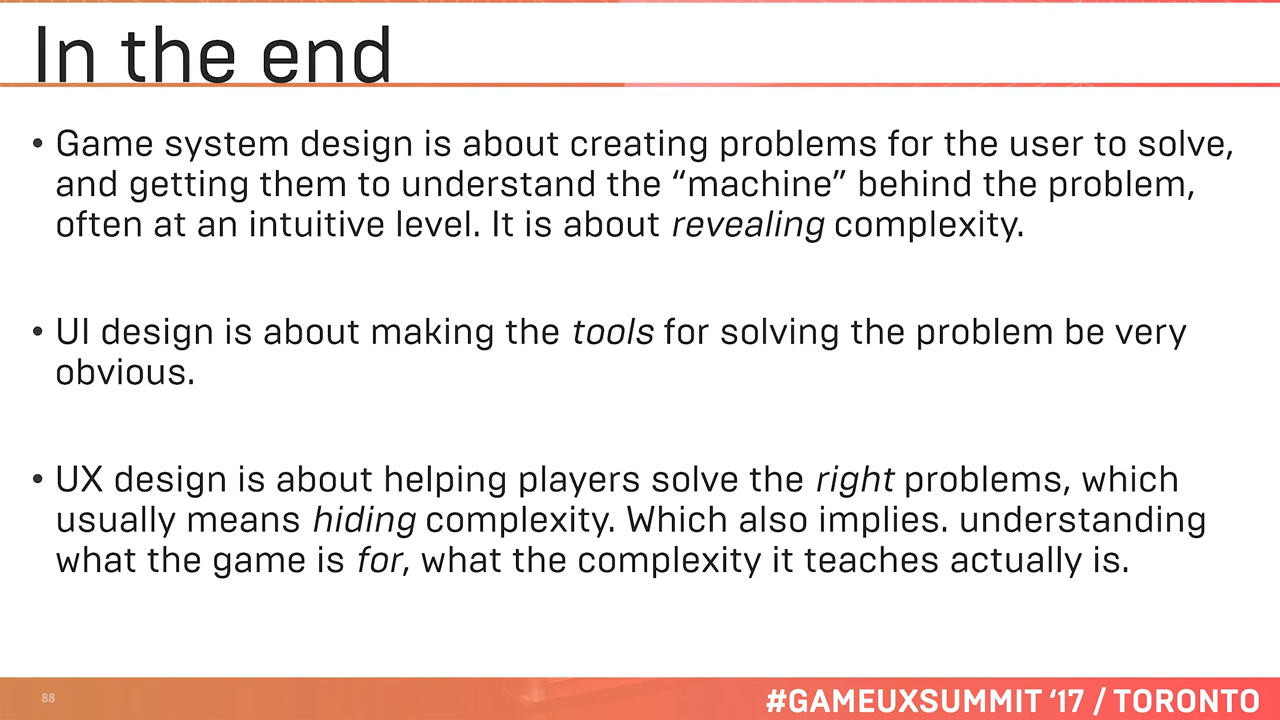 In the end
• Game system design is about creating problems for the user to solve,
and getting them to understand the “machine” behind the problem,
often at an intuitive level. It is about revealing complexity.
• UI design is about making the tools for solving the problem be very
obvious.
• UX design is about helping players solve the right problems, which
usually means hiding complexity. Which also implies. understanding
what the game is for, what the complexity it teaches actually is.
88
#GAMEUXSUMMIT ‘17 / TORONTO